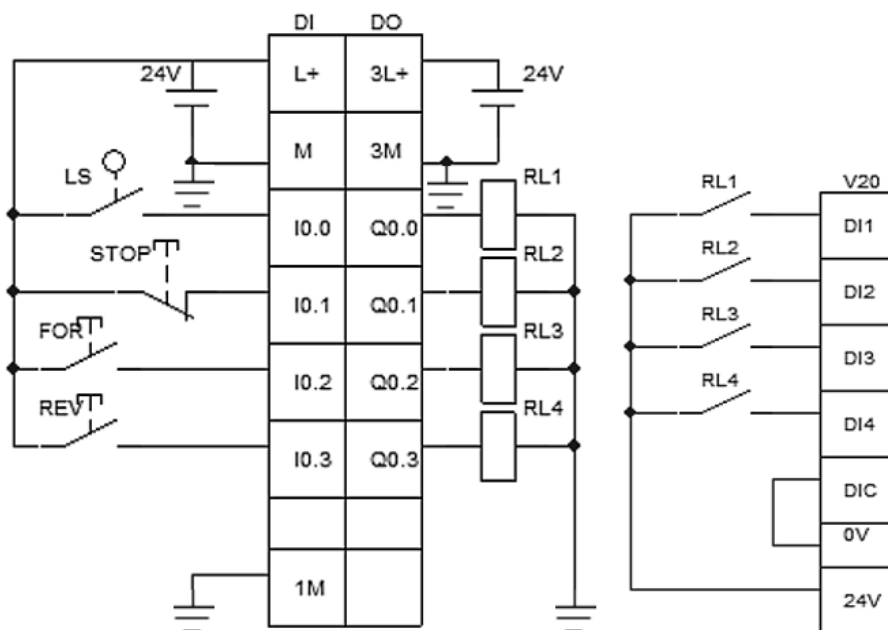 DI DO
24V L+ 3L+ 24V
M 3M
LS RL1 RL1 V20
I0.0 Q0.0 DI1
STOP RL2 RL2
I0.1 Q0.1 DI2
FOR RL3 RL3
I0.2 Q0.2 DI3
REV RL4 RL4
I0.3 Q0.3 DI4
DIC
0V
1M 24V